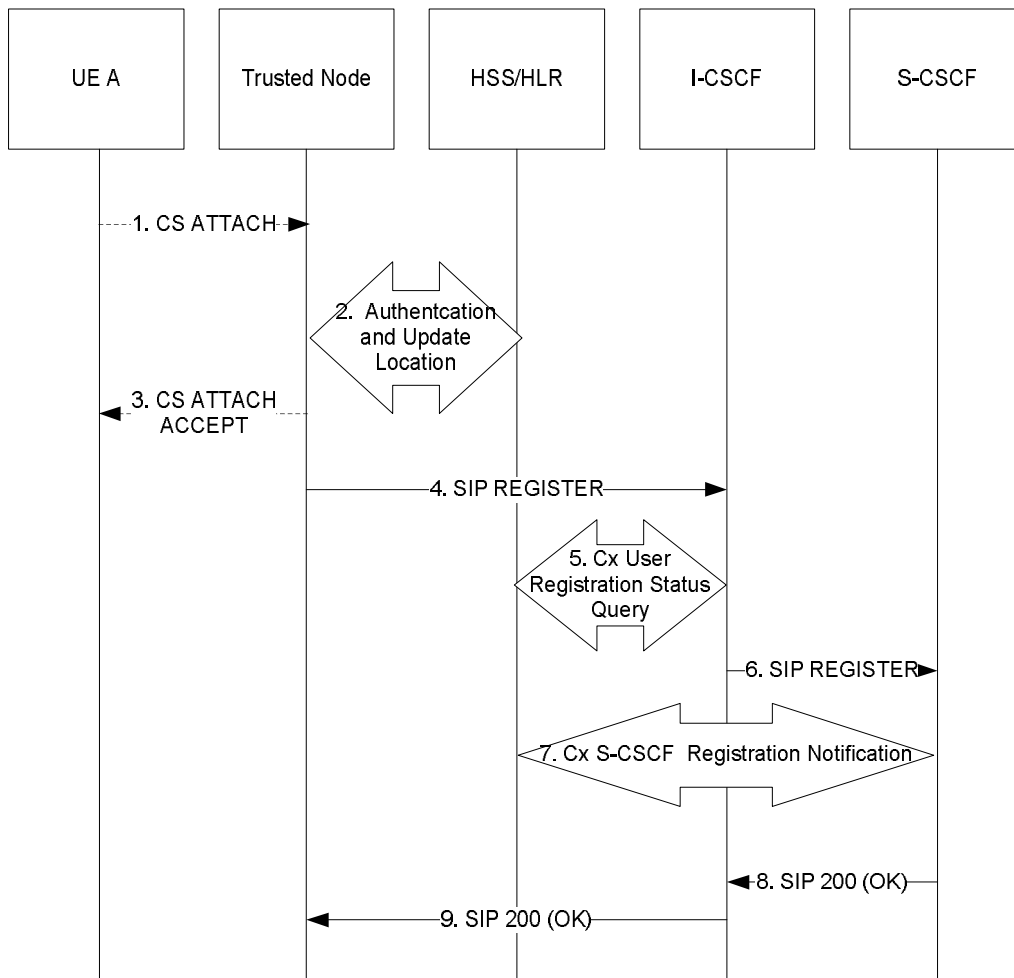 UE A
Trusted Node
HSS/HLR
I-CSCF
S-CSCF
1. CS ATTACH
2. Authentcation
and Update
Location
3. CS ATTACH
ACCEPT
4. SIP REGISTER
5. Cx User
Registration Status
Query
6. SIP REGISTER
7. Cx S-CSCF Registration Notification
8. SIP 200 (OK)
9. SIP 200 (OK)